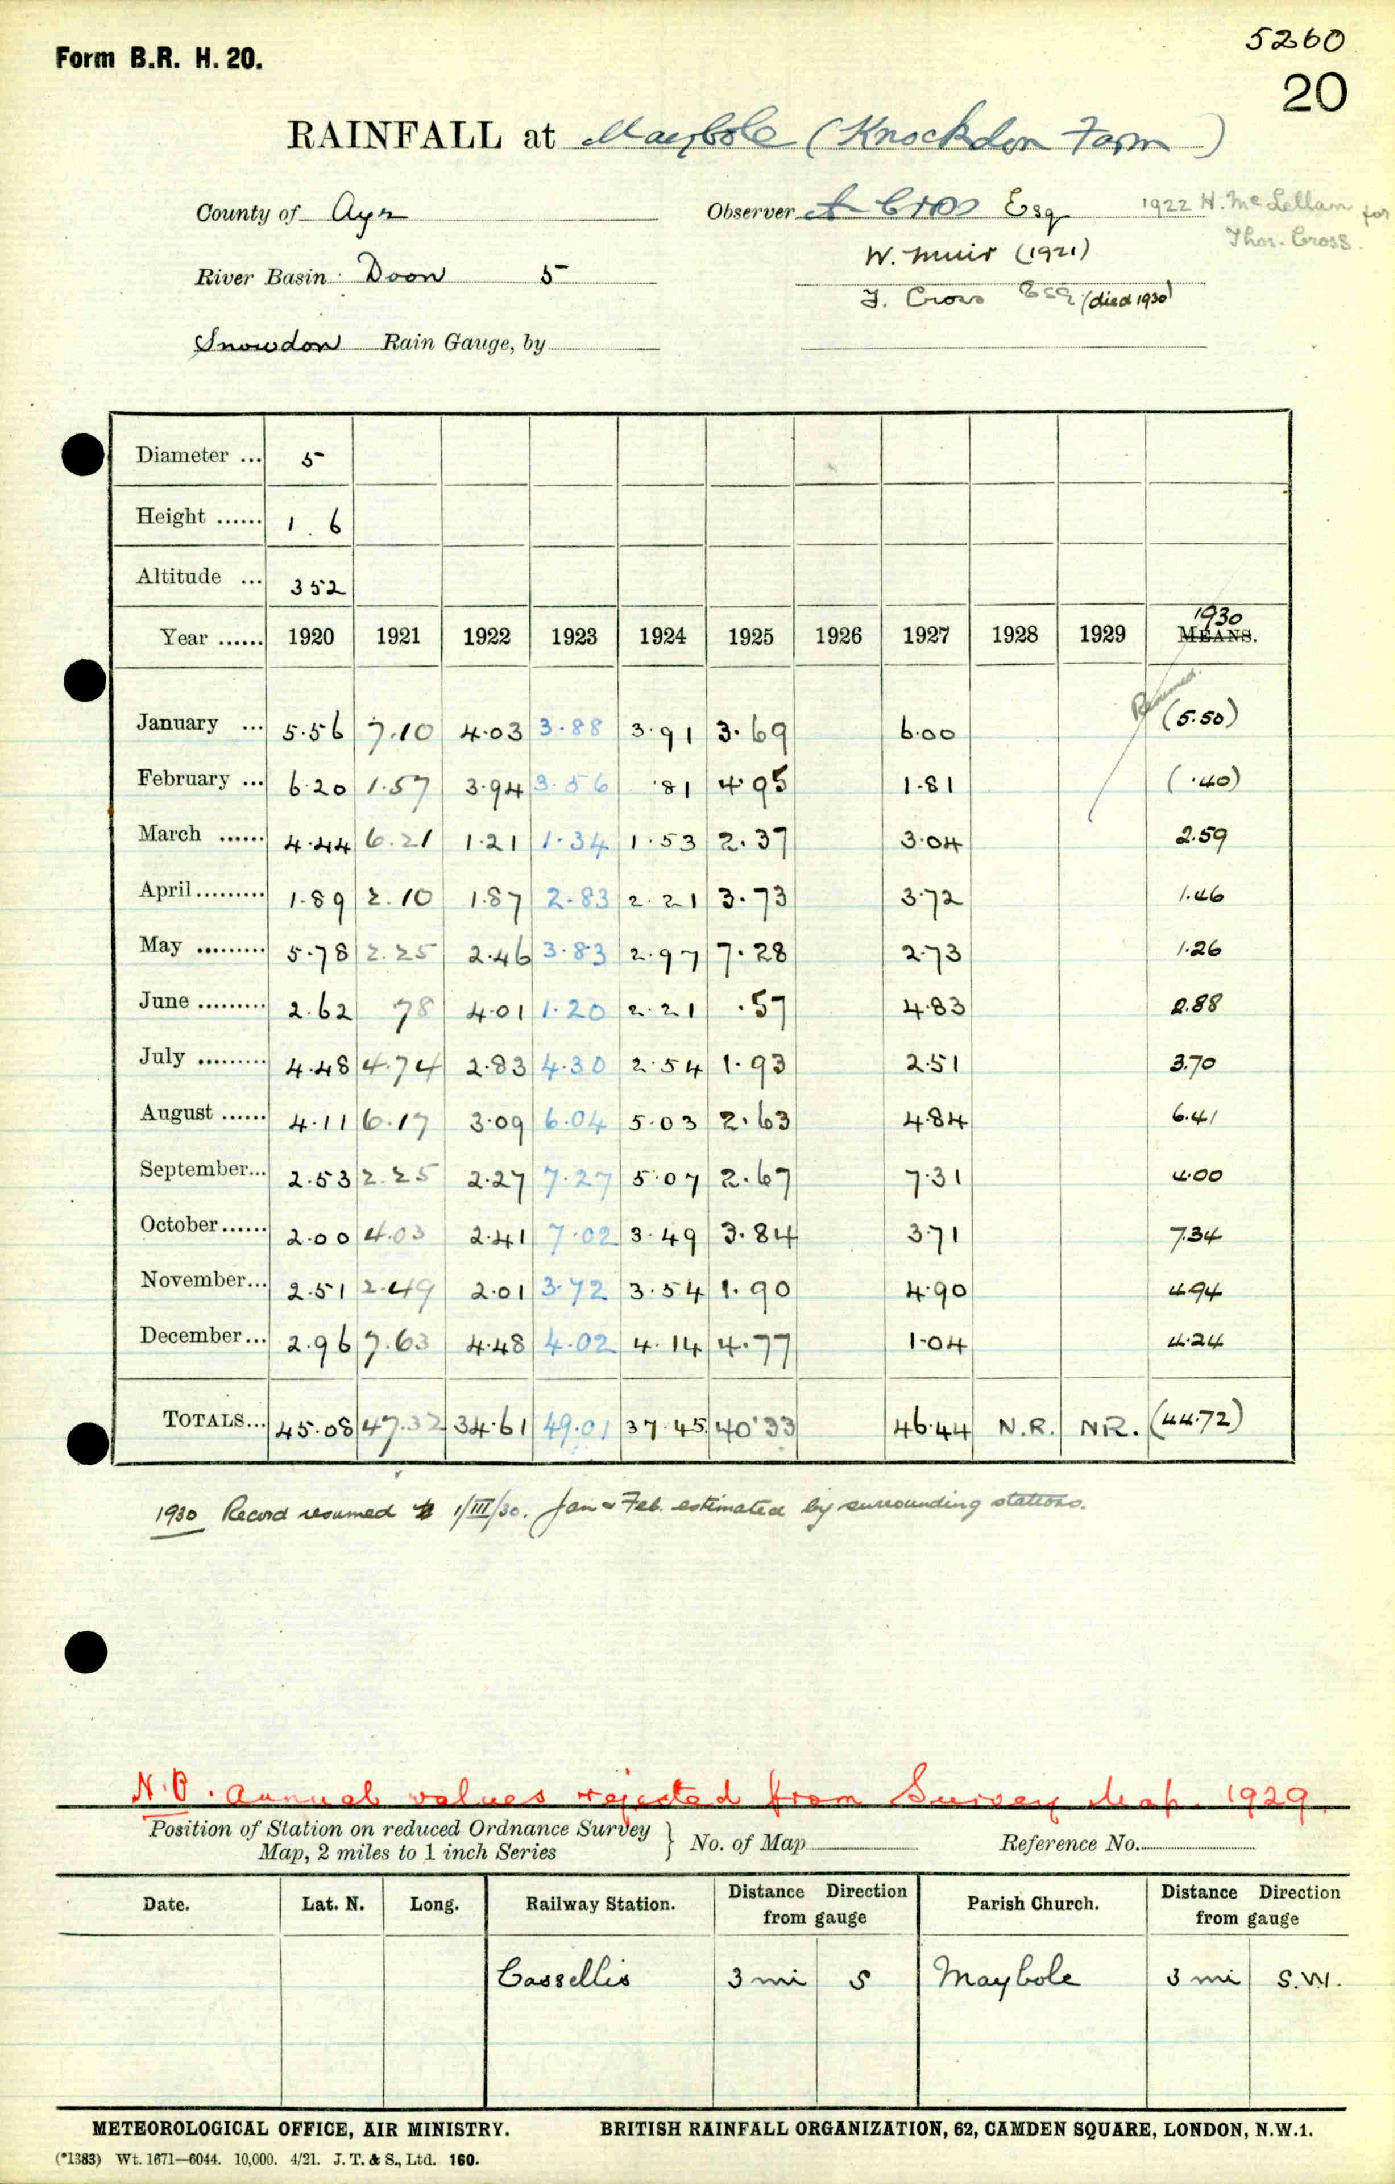 Form B.R. H. 20.
5260
20
RAINFALL at Maybole (Knockdon Farm)
County of Ayr
Observer A Cross Esq
1922 H. McLellam for
Thos. Cross.
W. Muir (1921)
River Basin Doon 5
T. Cross Esq (died 1930)
Snowdon Rain Gauge, by
Diameter ... 5
Height ...... 1 . 6
Altitude ... 352
Year ...... 1920 1921 1922 1923 1924 1925 1926 1927 1928 1929 1930 MEANS.
Resumed
January ... 5.56 7.10 4.03 3.88 3.91 3.69 6.00 (5.50)
February ... 6.20 1.57 3.94 3.56 .81 4.95 1.81 (.40)
March ...... 4.44 6.21 1.21 1.34 1.53 2.37 3.04 2.59
April ......... 1.89 2.10 1.87 2.83 2.21 3.73 3.72 1.46
May ......... 5.78 2.25 2.46 3.83 2.97 7.28 2.73 1.26
June ......... 2.62 78 4.01 1.20 2.21 .57 4.83 2.88
July ......... 4.48 4.74 2.83 4.30 2.54 1.93 2.51 3.70
August ...... 4.11 6.17 3.09 6.04 5.03 2.63 4.84 6.41
September... 2.53 2.25 2.27 7.27 5.07 2.67 7.31 4.00
October...... 2.00 4.03 2.41 7.02 3.49 3.84 3.71 7.34
November... 2.51 2.49 2.01 3.72 3.54 1.90 4.90 4.94
December... 2.96 7.63 4.48 4.02 4.14 4.77 1.04 4.24
TOTALS... 45.08 47.32 34.61 49.01 37.45 40.33 46.44 N.R. NR. (44.72)
1930 Record resumed 1/III/30. Jan & Feb. estimated by surrounding stations.
N.B. Annual values rejected from Survey Map. 1929.
Position of Station on reduced Ordnance Survey
Map, 2 miles to 1 inch Series } No. of Map Reference No.
Date. Lat. N. Long. Railway Station. Distance Direction from gauge Parish Church. Distance Direction from gauge
Cassellis 3 mi S Maybole 3 mi S.W.
METEOROLOGICAL OFFICE, AIR MINISTRY. BRITISH RAINFALL ORGANIZATION, 62, CAMDEN SQUARE, LONDON, N.W.1.
(*1383) Wt. 1671—6044. 10,000. 4/21. J. T. & S., Ltd. 160.